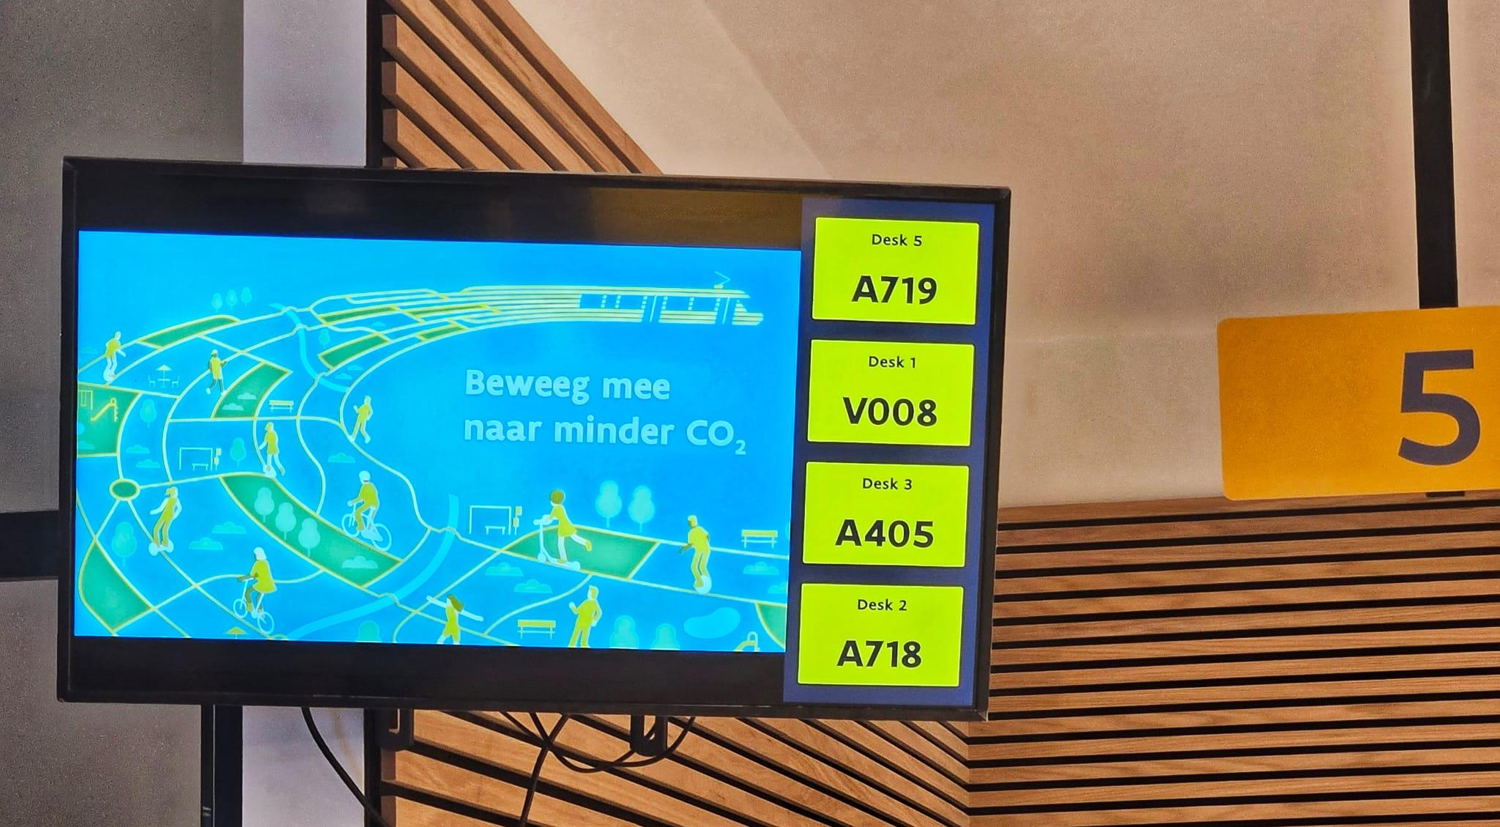 Beweeg mee
naar minder CO₂
Desk 5
A719
Desk 1
V008
Desk 3
A405
Desk 2
A718
5